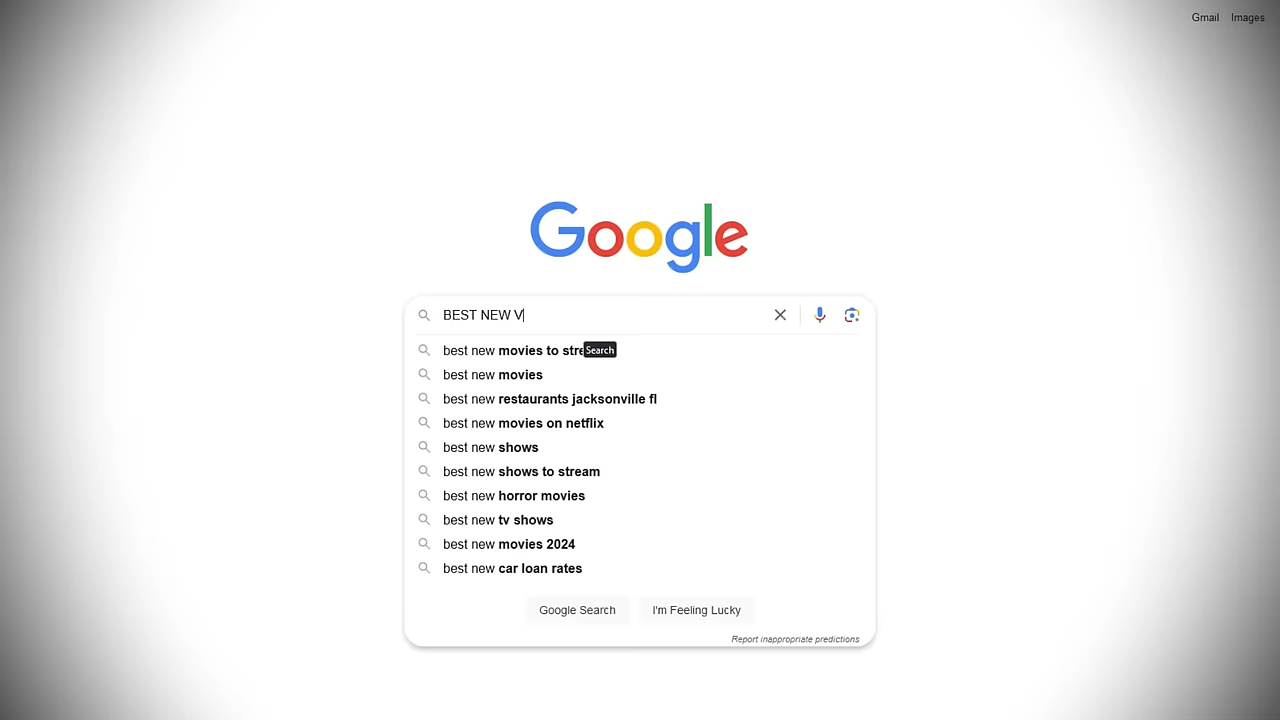 Gmail Images
Google
BEST NEW V
best new movies to stre
Search
best new movies
best new restaurants jacksonville fl
best new movies on netflix
best new shows
best new shows to stream
best new horror movies
best new tv shows
best new movies 2024
best new car loan rates
Google Search I'm Feeling Lucky
Report inappropriate predictions